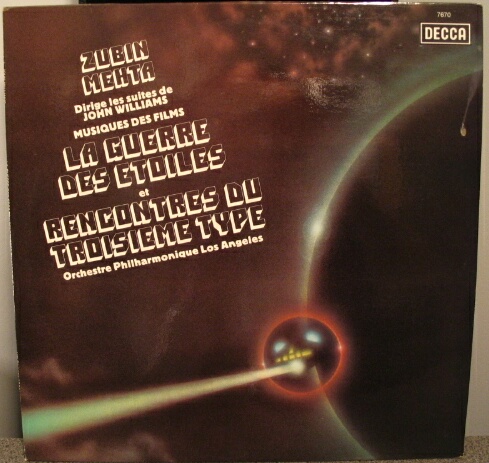 7670
DECCA
ZUBIN
MEHTA
Dirige les suites de
JOHN WILLIAMS
MUSIQUES DES FILMS
LA GUERRE
DES ETOILES
et
RENCONTRES DU
TROISIEME TYPE
Orchestre Philharmonique Los Angeles